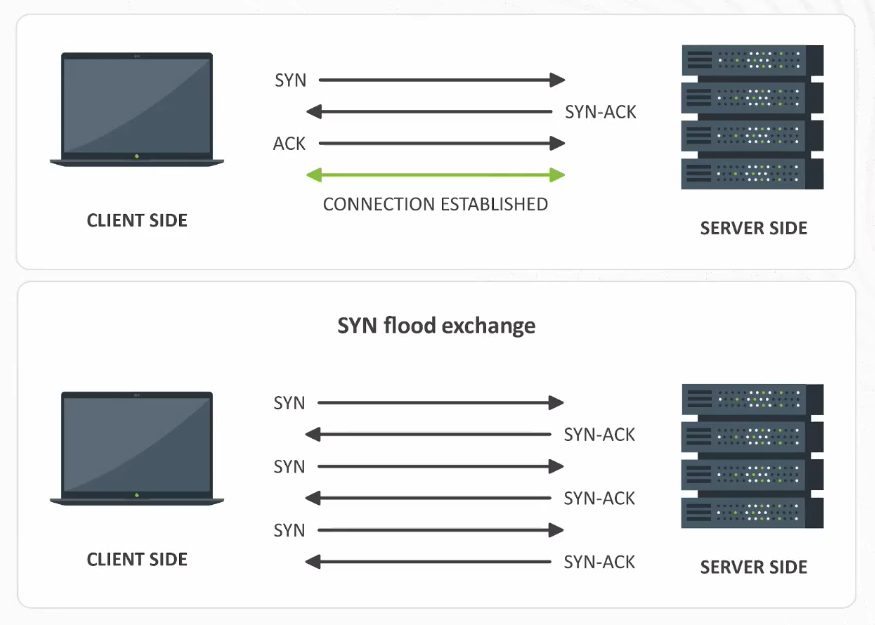 SYN
SYN-ACK
ACK
CONNECTION ESTABLISHED
CLIENT SIDE
SERVER SIDE
SYN flood exchange
SYN
SYN-ACK
SYN
SYN-ACK
SYN
SYN-ACK
CLIENT SIDE
SERVER SIDE